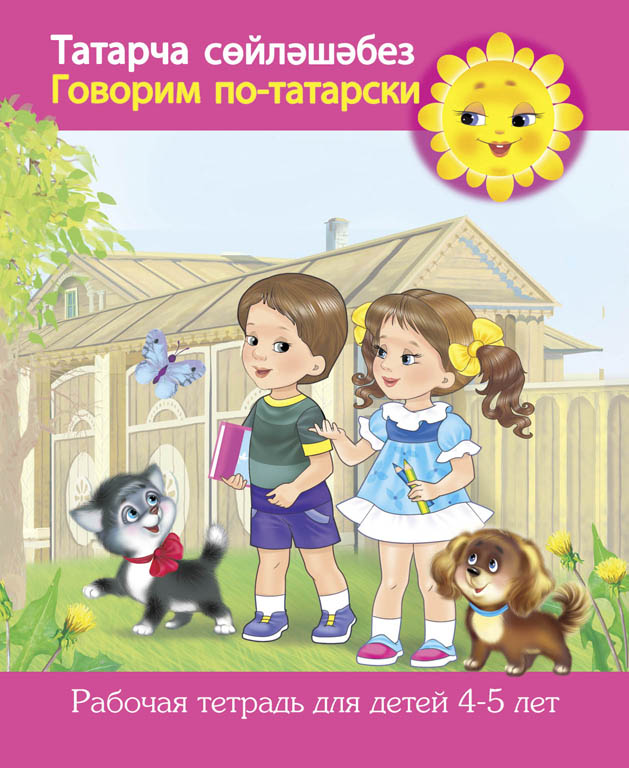 Татарча сөйләшәбез
Говорим по-татарски
Рабочая тетрадь для детей 4-5 лет